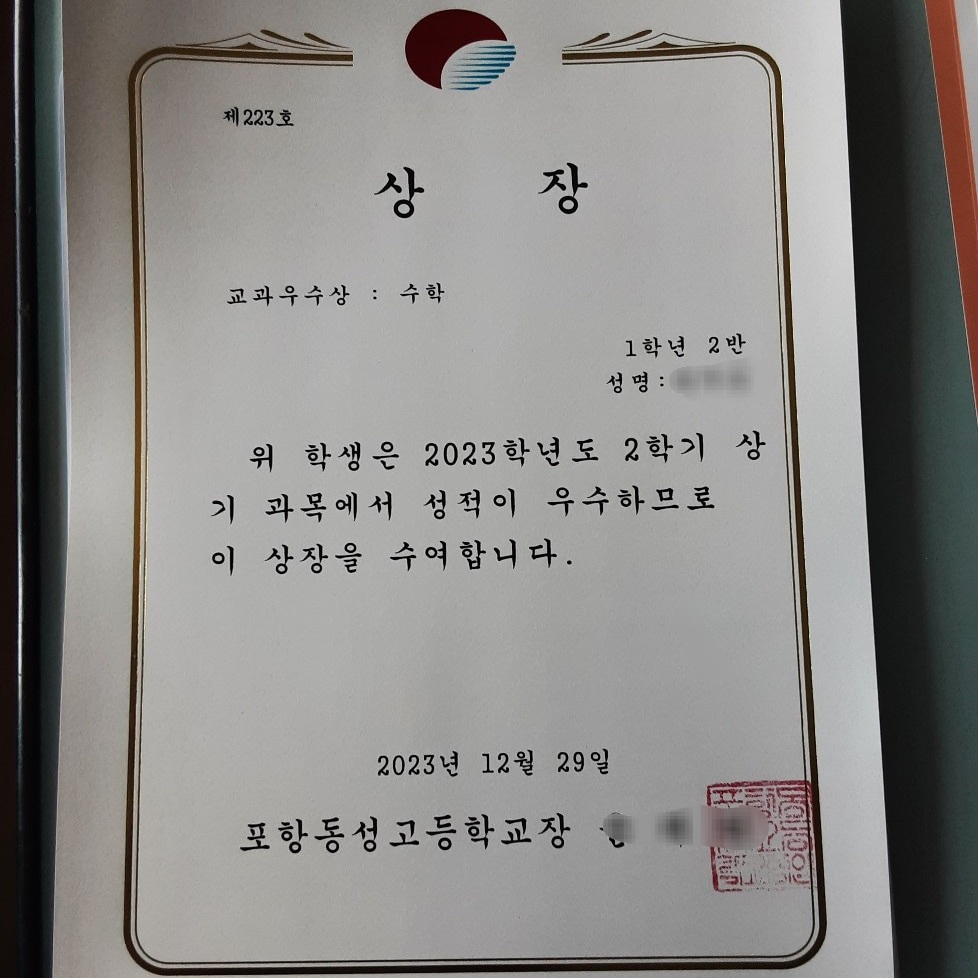 제223호
상 장
교과우수상 : 수학
1학년 2반
성명:
위 학생은 2023학년도 2학기 상
기 과목에서 성적이 우수하므로
이 상장을 수여합니다.
2023년 12월 29일
포항동성고등학교장